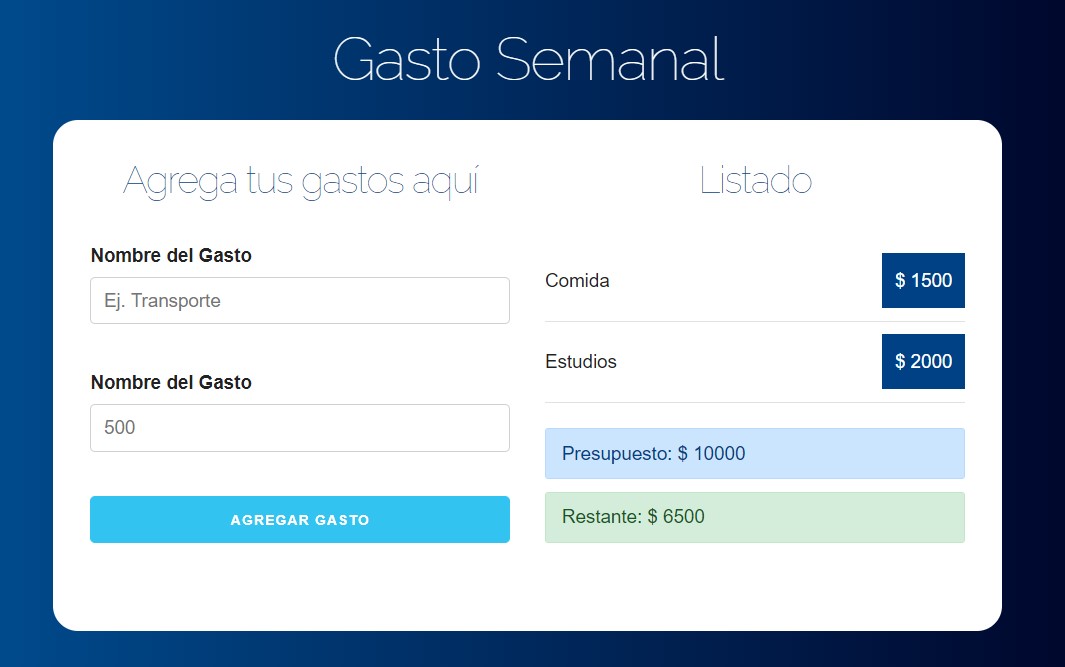 Gasto Semanal
Agrega tus gastos aquí
Nombre del Gasto
Ej. Transporte
Nombre del Gasto
500
AGREGAR GASTO
Listado
Comida
$ 1500
Estudios
$ 2000
Presupuesto: $ 10000
Restante: $ 6500